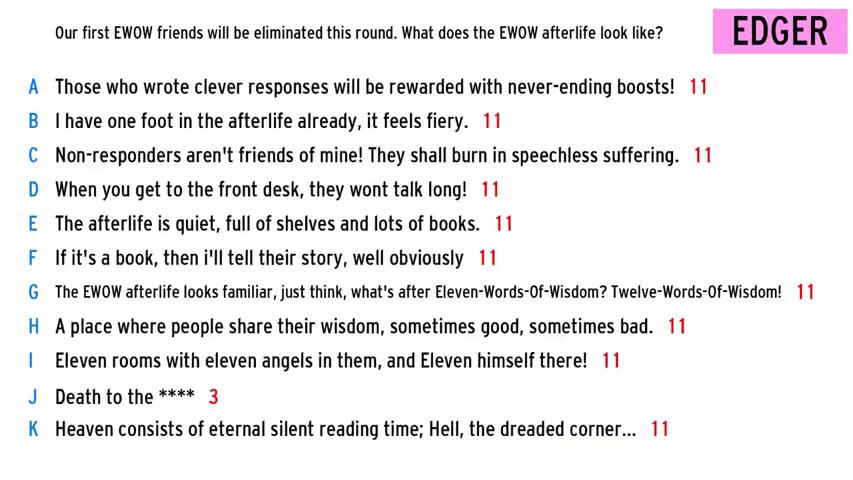 Our first EWOW friends will be eliminated this round. What does the EWOW afterlife look like?
EDGER
A Those who wrote clever responses will be rewarded with never-ending boosts! 11
B I have one foot in the afterlife already, it feels fiery. 11
C Non-responders aren't friends of mine! They shall burn in speechless suffering. 11
D When you get to the front desk, they wont talk long! 11
E The afterlife is quiet, full of shelves and lots of books. 11
F If it's a book, then i'll tell their story, well obviously 11
G The EWOW afterlife looks familiar, just think, what's after Eleven-Words-Of-Wisdom? Twelve-Words-Of-Wisdom! 11
H A place where people share their wisdom, sometimes good, sometimes bad. 11
I Eleven rooms with eleven angels in them, and Eleven himself there! 11
J Death to the **** 3
K Heaven consists of eternal silent reading time; Hell, the dreaded corner... 11